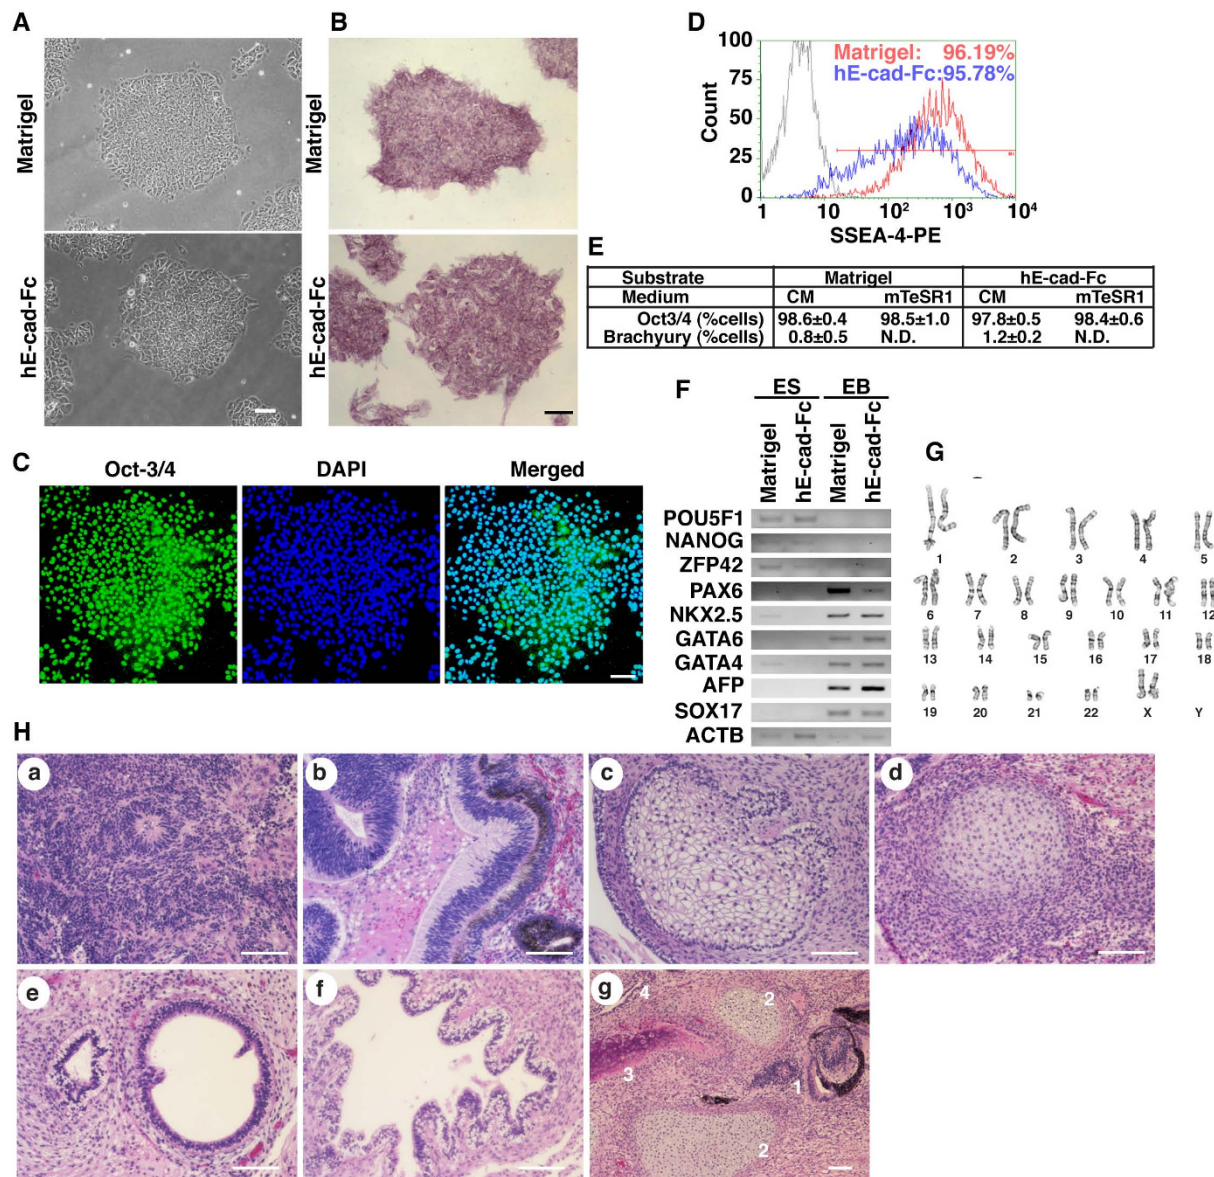 A
B
Matrigel
hE-cad-Fc
Matrigel
hE-cad-Fc
C
Oct-3/4 DAPI Merged
D
Matrigel: 96.19%
hE-cad-Fc:95.78%
100
75
50
25
0
Count
1 10 10² 10³ 10⁴
SSEA-4-PE
E
Substrate Matrigel hE-cad-Fc
Medium CM mTeSR1 CM mTeSR1
Oct3/4 (%cells) 98.6±0.4 98.5±1.0 97.8±0.5 98.4±0.6
Brachyury (%cells) 0.8±0.5 N.D. 1.2±0.2 N.D.
F
ES EB
Matrigel
hE-cad-Fc
Matrigel
hE-cad-Fc
POU5F1
NANOG
ZFP42
PAX6
NKX2.5
GATA6
GATA4
AFP
SOX17
ACTB
G
1 2 3 4 5
6 7 8 9 10 11 12
13 14 15 16 17 18
19 20 21 22 X Y
H
a
b
c
d
e
f
g
4
2
3
1
2